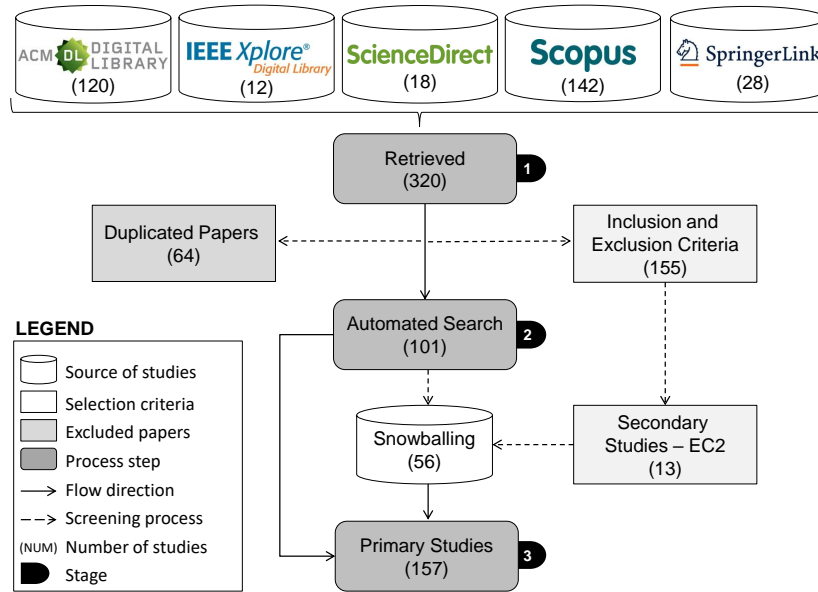 ACM DL DIGITAL
LIBRARY
(120)
IEEE Xplore®
Digital Library
(12)
ScienceDirect
(18)
Scopus
(142)
SpringerLink
(28)
Retrieved
(320)
1
Duplicated Papers
(64)
Inclusion and
Exclusion Criteria
(155)
Automated Search
(101)
2
Snowballing
(56)
Secondary
Studies – EC2
(13)
Primary Studies
(157)
3
LEGEND
Source of studies
Selection criteria
Excluded papers
Process step
Flow direction
Screening process
(NUM) Number of studies
Stage